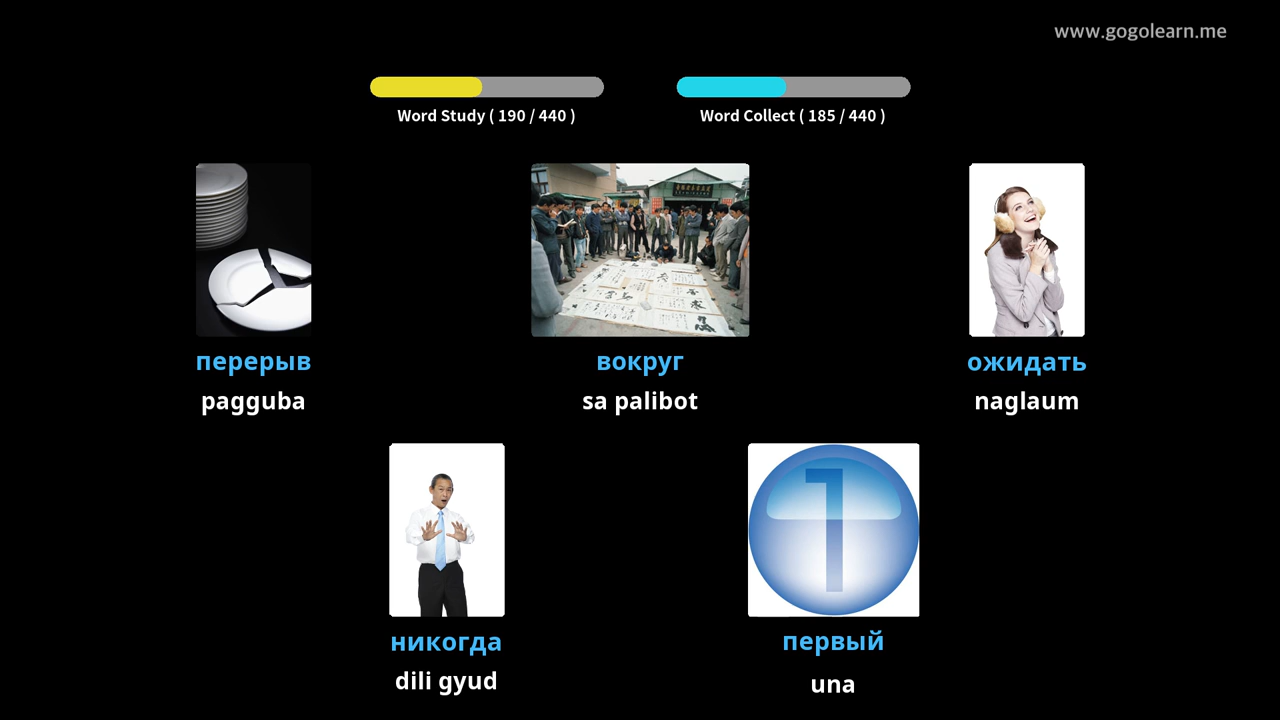 www.gogolearn.me
Word Study ( 190 / 440 )
Word Collect ( 185 / 440 )
перерыв
pagguba
вокруг
sa palibot
ожидать
naglaum
никогда
dili gyud
1
первый
una